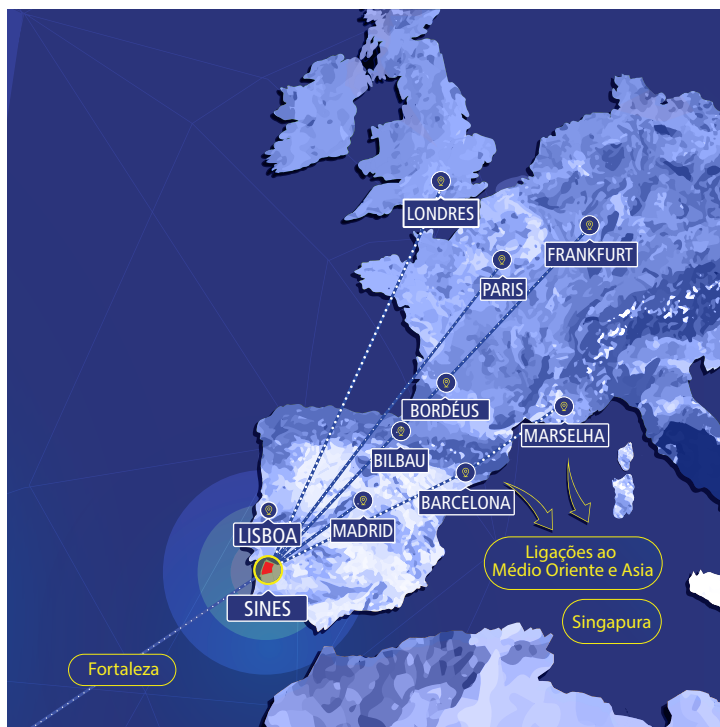 LONDRES
FRANKFURT
PARIS
BORDÉUS
MARSELHA
BILBAU
BARCELONA
MADRID
LISBOA
Ligações ao
Médio Oriente e Asia
SINES
Singapura
Fortaleza